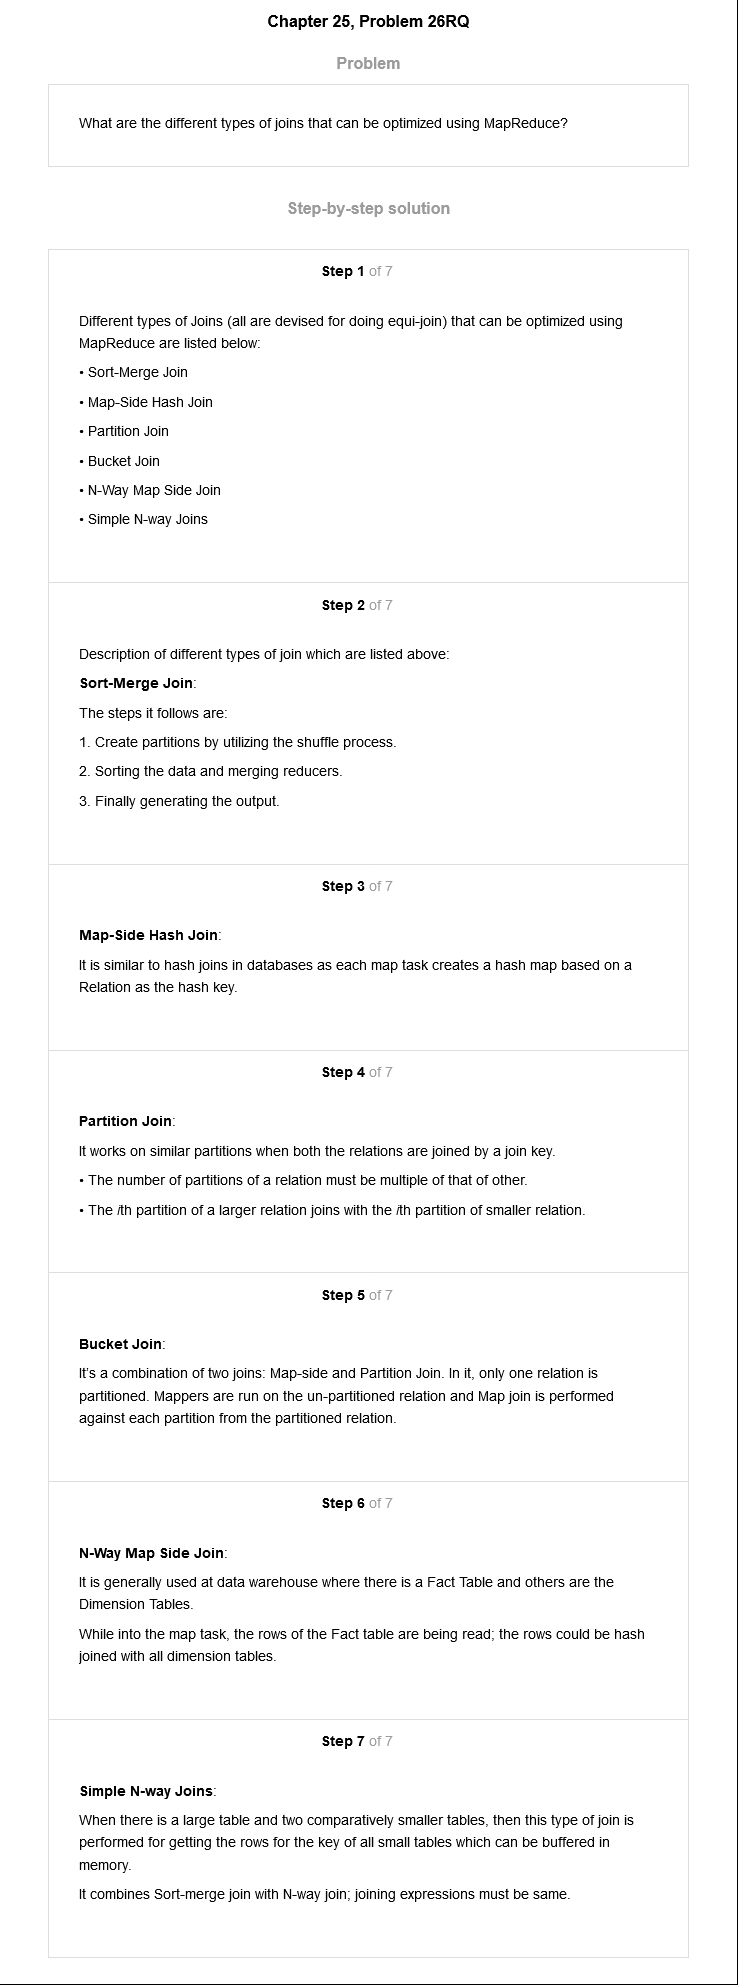 Chapter 25, Problem 26RQ
Problem
What are the different types of joins that can be optimized using MapReduce?
Step-by-step solution
Step 1 of 7
Different types of Joins (all are devised for doing equi-join) that can be optimized using
MapReduce are listed below:
• Sort-Merge Join
• Map-Side Hash Join
• Partition Join
• Bucket Join
• N-Way Map Side Join
• Simple N-way Joins
Step 2 of 7
Description of different types of join which are listed above:
Sort-Merge Join:
The steps it follows are:
1. Create partitions by utilizing the shuffle process.
2. Sorting the data and merging reducers.
3. Finally generating the output.
Step 3 of 7
Map-Side Hash Join:
It is similar to hash joins in databases as each map task creates a hash map based on a
Relation as the hash key.
Step 4 of 7
Partition Join:
It works on similar partitions when both the relations are joined by a join key.
• The number of partitions of a relation must be multiple of that of other.
• The ith partition of a larger relation joins with the ith partition of smaller relation.
Step 5 of 7
Bucket Join:
It's a combination of two joins: Map-side and Partition Join. In it, only one relation is
partitioned. Mappers are run on the un-partitioned relation and Map join is performed
against each partition from the partitioned relation.
Step 6 of 7
N-Way Map Side Join:
It is generally used at data warehouse where there is a Fact Table and others are the
Dimension Tables.
While into the map task, the rows of the Fact table are being read; the rows could be hash
joined with all dimension tables.
Step 7 of 7
Simple N-way Joins:
When there is a large table and two comparatively smaller tables, then this type of join is
performed for getting the rows for the key of all small tables which can be buffered in
memory.
It combines Sort-merge join with N-way join; joining expressions must be same.